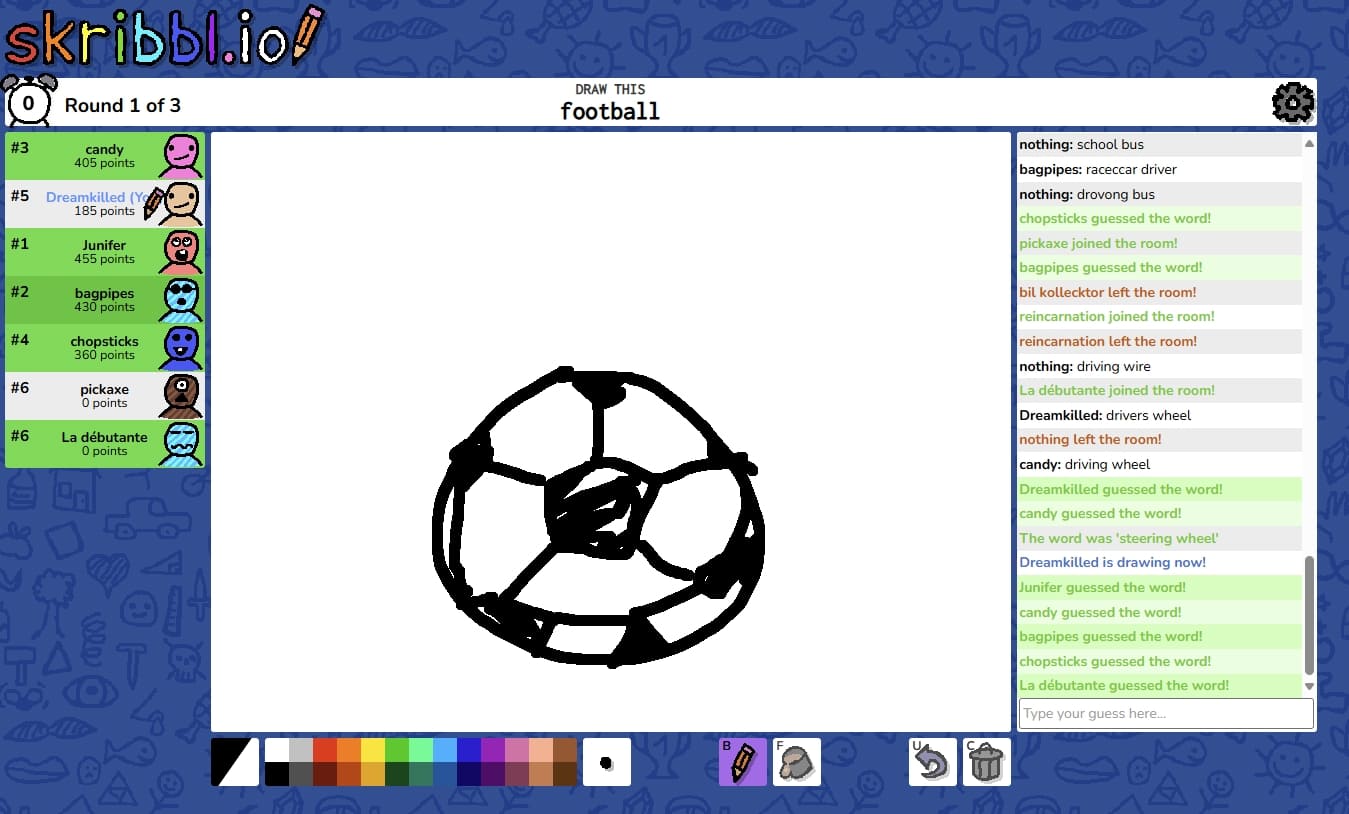 skribbl.io
0
Round 1 of 3
DRAW THIS
football
#3
candy
405 points
#5
Dreamkilled (Yo
185 points
#1
Junifer
455 points
#2
bagpipes
430 points
#4
chopsticks
360 points
#6
pickaxe
0 points
#6
La débutante
0 points
nothing: school bus
bagpipes: raceccar driver
nothing: drovong bus
chopsticks guessed the word!
pickaxe joined the room!
bagpipes guessed the word!
bil kollecktor left the room!
reincarnation joined the room!
reincarnation left the room!
nothing: driving wire
La débutante joined the room!
Dreamkilled: drivers wheel
nothing left the room!
candy: driving wheel
Dreamkilled guessed the word!
candy guessed the word!
The word was 'steering wheel'
Dreamkilled is drawing now!
Junifer guessed the word!
candy guessed the word!
bagpipes guessed the word!
chopsticks guessed the word!
La débutante guessed the word!
Type your guess here...
B
F
U
C